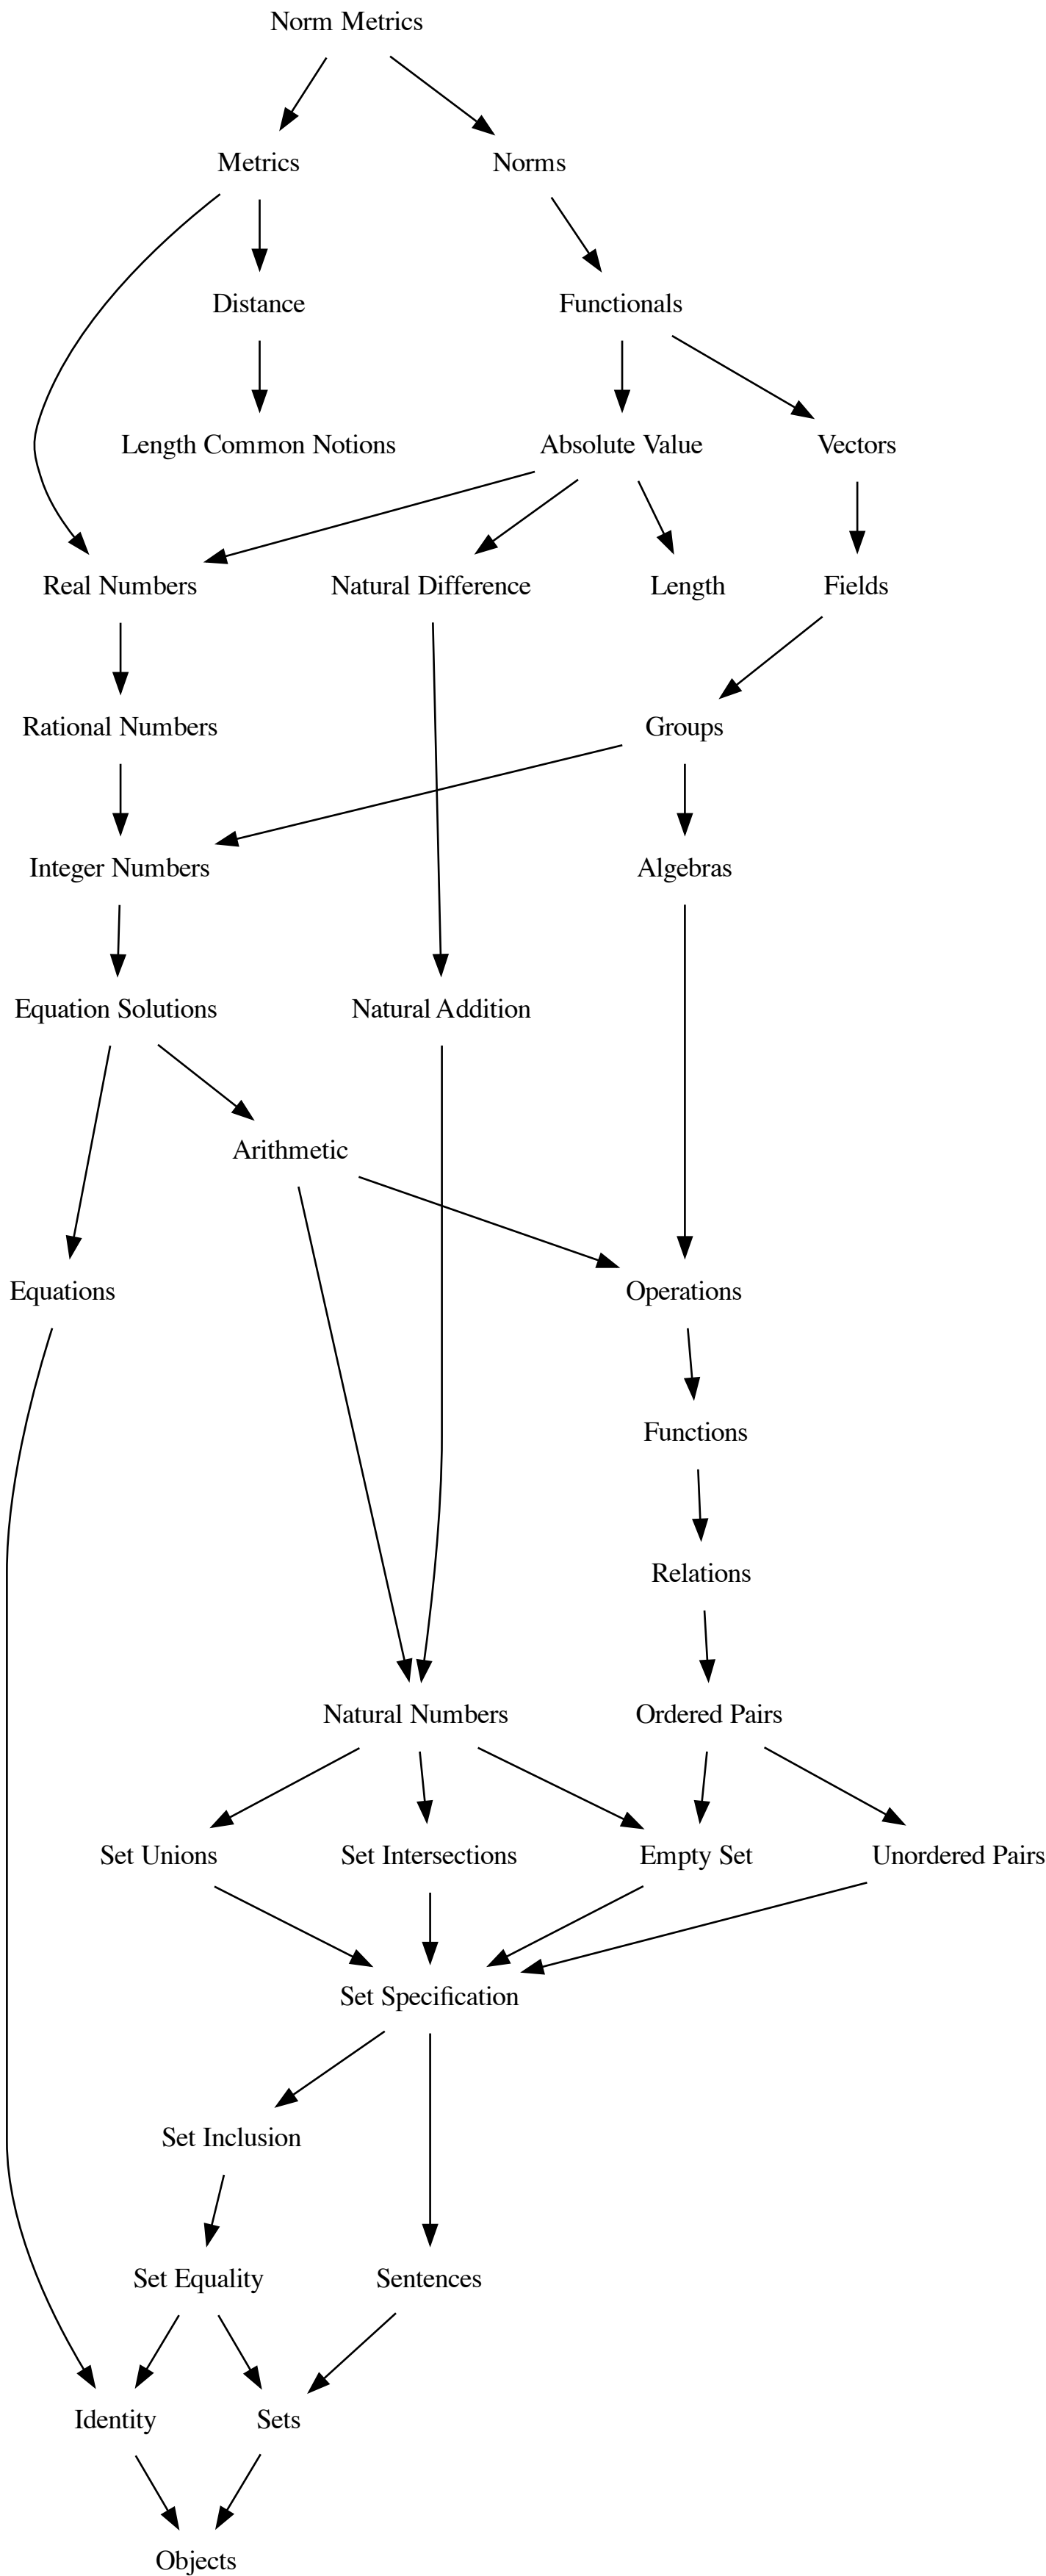 Norm Metrics
Metrics
Norms
Distance
Functionals
Length Common Notions
Absolute Value
Vectors
Real Numbers
Natural Difference
Length
Fields
Rational Numbers
Groups
Integer Numbers
Algebras
Equation Solutions
Natural Addition
Arithmetic
Equations
Operations
Functions
Relations
Natural Numbers
Ordered Pairs
Set Unions
Set Intersections
Empty Set
Unordered Pairs
Set Specification
Set Inclusion
Set Equality
Sentences
Identity
Sets
Objects